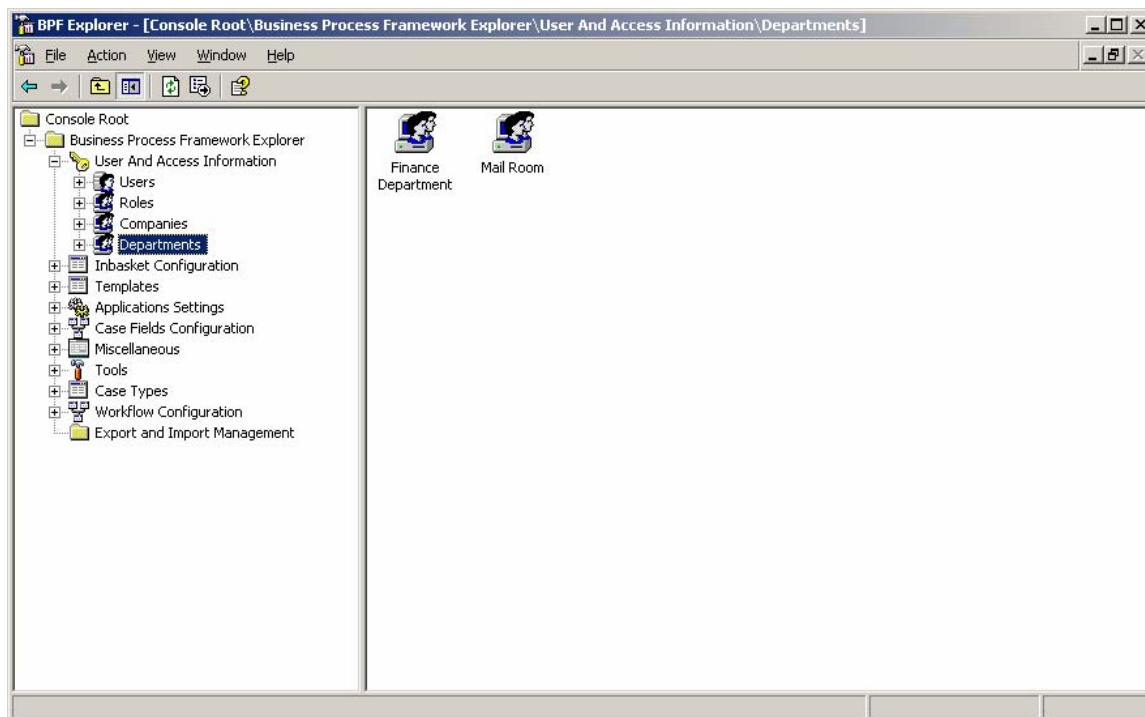 BPF Explorer - [Console Root\Business Process Framework Explorer\User And Access Information\Departments]
File Action View Window Help
Console Root
Business Process Framework Explorer
User And Access Information
Users
Roles
Companies
Departments
Inbasket Configuration
Templates
Applications Settings
Case Fields Configuration
Miscellaneous
Tools
Case Types
Workflow Configuration
Export and Import Management
Finance
Department
Mail Room